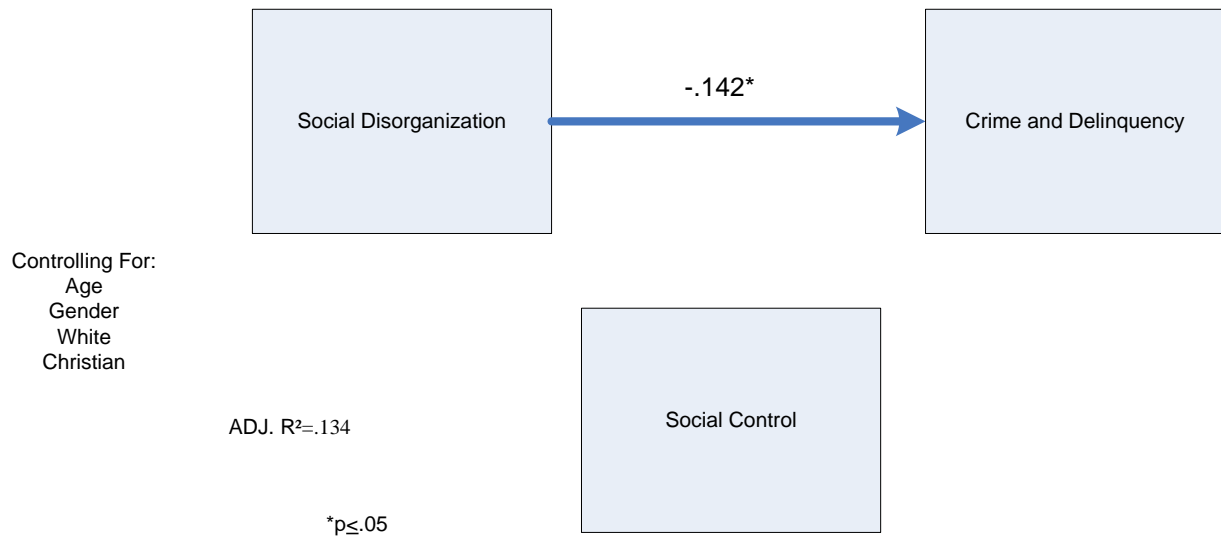 -.142*
Social Disorganization
Crime and Delinquency
Controlling For:
Age
Gender
White
Christian
Social Control
ADJ. R²=.134
*p≤.05